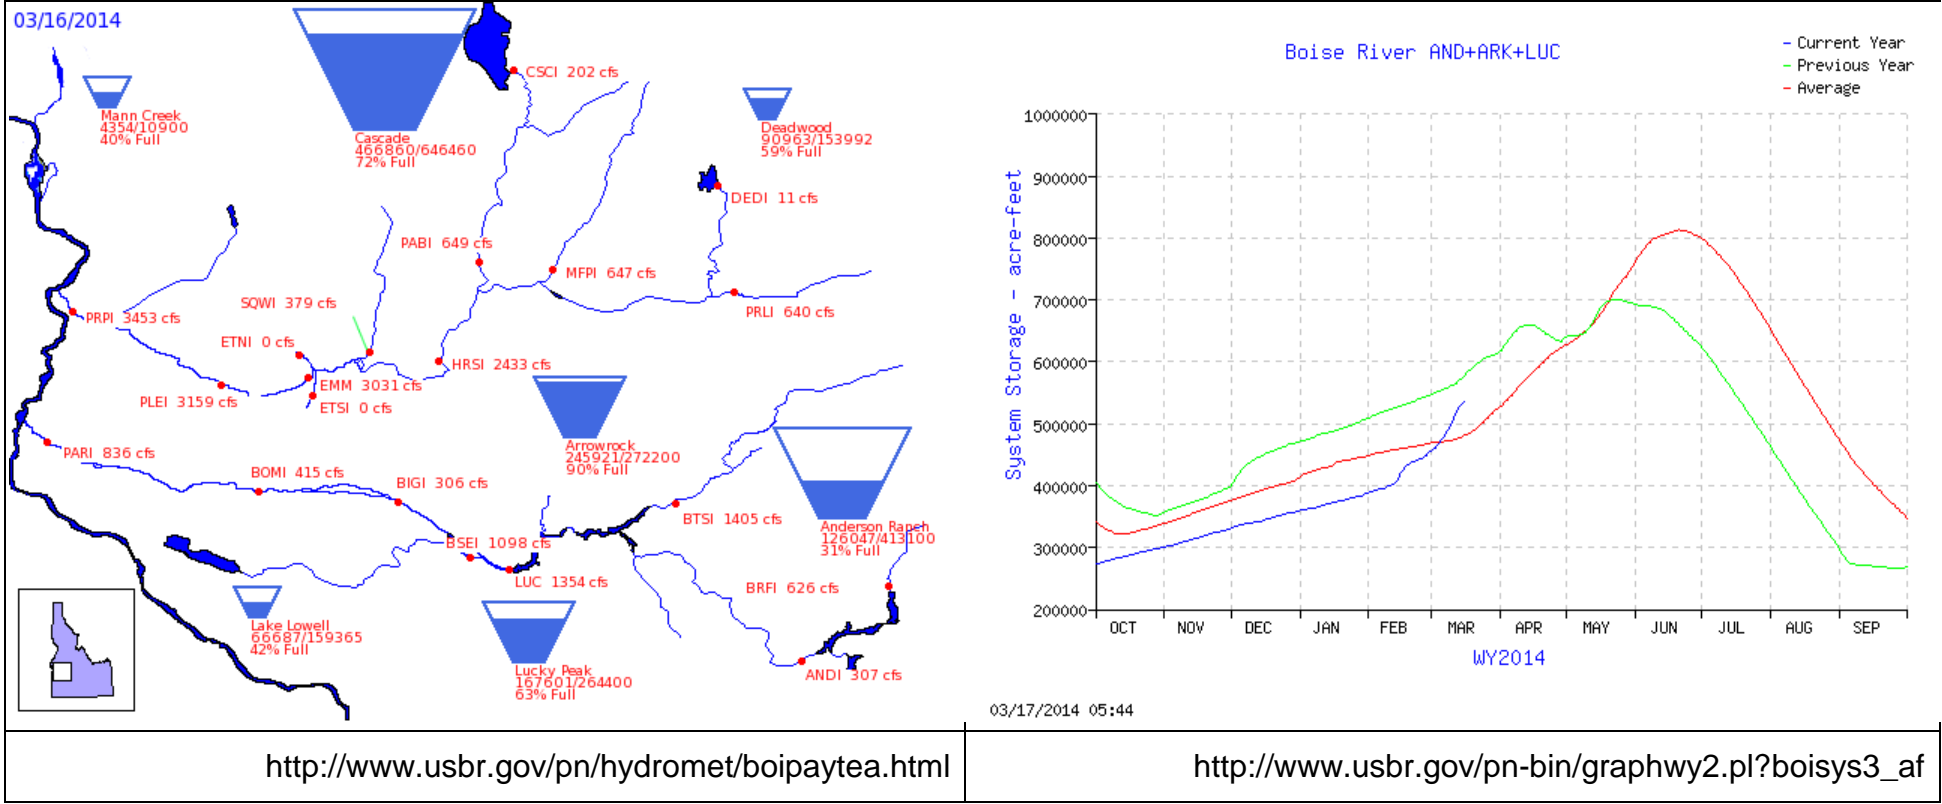 03/16/2014
Mann Creek
4354/10900
40% Full
Cascade
466860/646460
72% Full
CSCI 202 cfs
Deadwood
90963/153992
59% Full
DEDI 11 cfs
PABI 649 cfs
MFPI 647 cfs
SQWI 379 cfs
PRPI 3453 cfs
PRLI 640 cfs
ETNI 0 cfs
HRSI 2433 cfs
EMM 3031 cfs
PLEI 3159 cfs
ETSI 0 cfs
Arrowrock
245921/272200
90% Full
PARI 836 cfs
BOMI 415 cfs
BIGI 306 cfs
BTSI 1405 cfs
Anderson Ranch
126047/413100
31% Full
BSEI 1098 cfs
LUC 1354 cfs
BRFI 626 cfs
Lake Lowell
66687/159365
42% Full
Lucky Peak
167601/264400
63% Full
ANDI 307 cfs
Boise River AND+ARK+LUC
Current Year
Previous Year
Average
System Storage - acre-feet
1000000
900000
800000
700000
600000
500000
400000
300000
200000
OCT NOV DEC JAN FEB MAR APR MAY JUN JUL AUG SEP
WY2014
03/17/2014 05:44
http://www.usbr.gov/pn/hydromet/boipaytea.html
http://www.usbr.gov/pn-bin/graphwy2.pl?boisys3_af